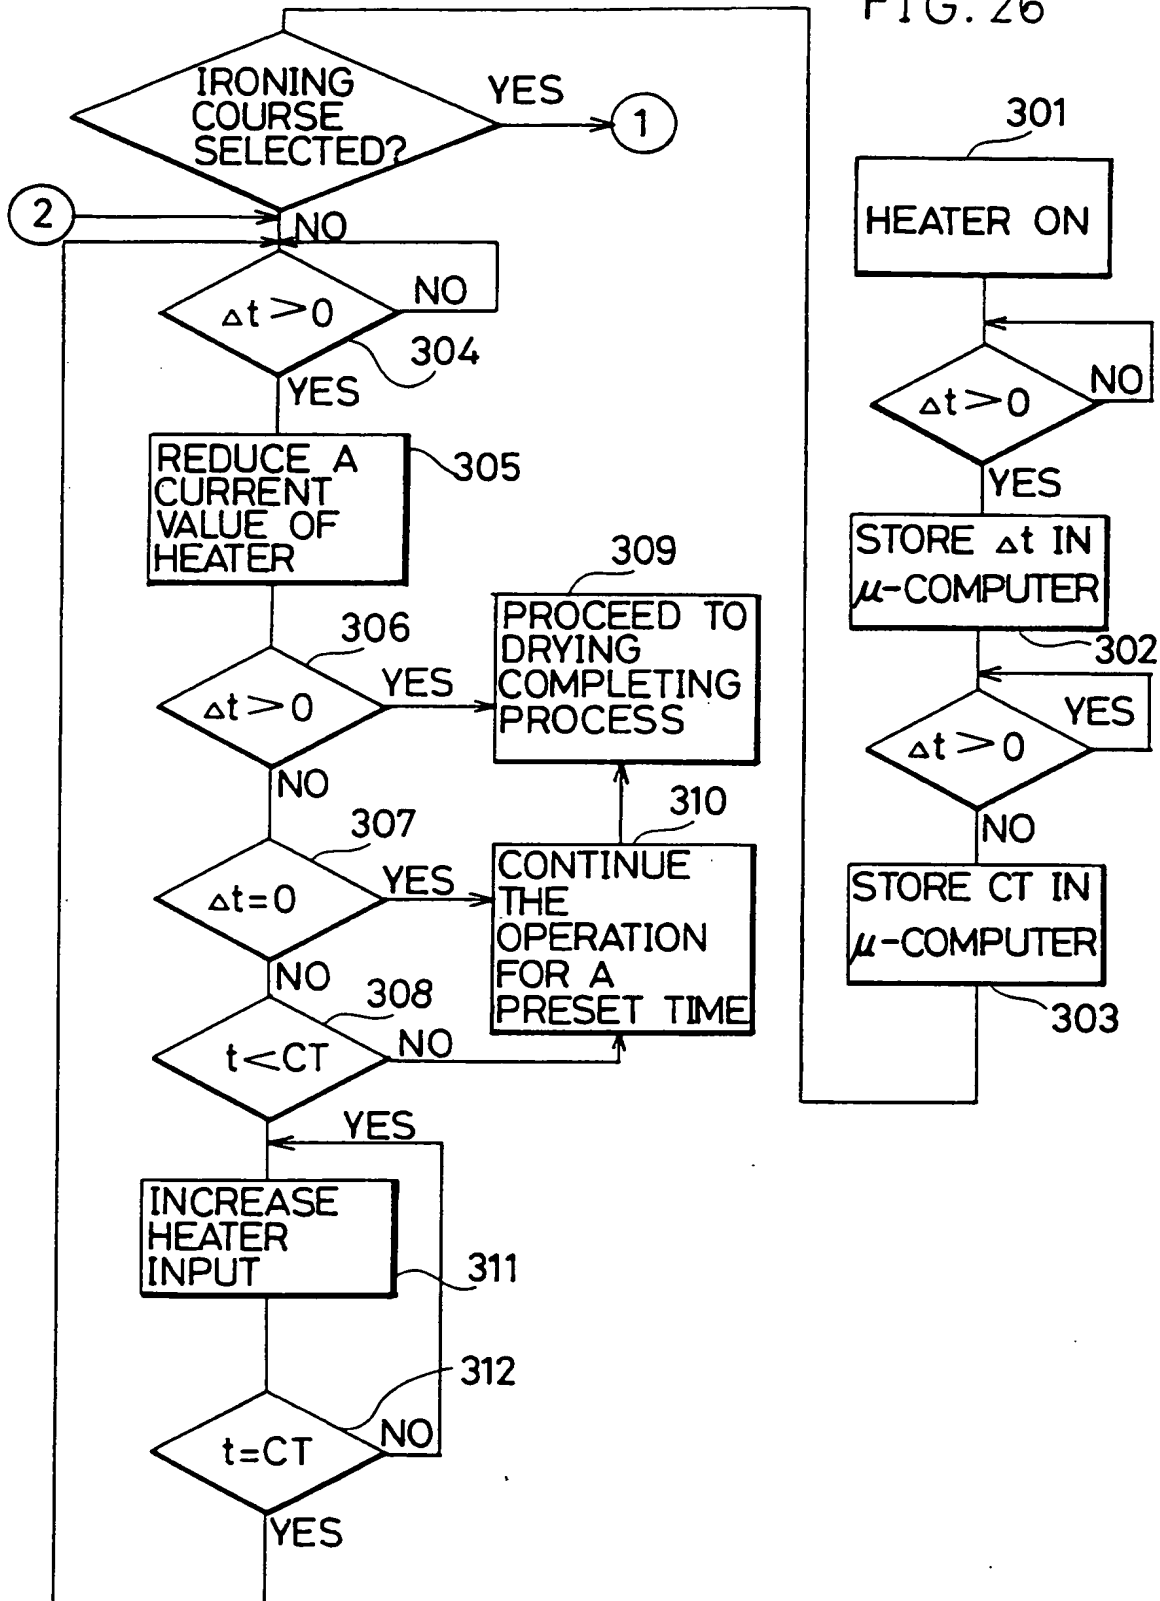 FIG. 26
IRONING
COURSE
SELECTED?
YES
1
2
NO
Δt>0
NO
304
YES
REDUCE A
CURRENT
VALUE OF
HEATER
305
306
Δt>0
YES
NO
309
PROCEED TO
DRYING
COMPLETING
PROCESS
307
Δt=0
YES
NO
310
CONTINUE
THE
OPERATION
FOR A
PRESET TIME
308
t<CT
NO
YES
INCREASE
HEATER
INPUT
311
312
t=CT
NO
YES
301
HEATER ON
Δt>0
NO
YES
STORE Δt IN
μ-COMPUTER
302
Δt>0
YES
NO
STORE CT IN
μ-COMPUTER
303